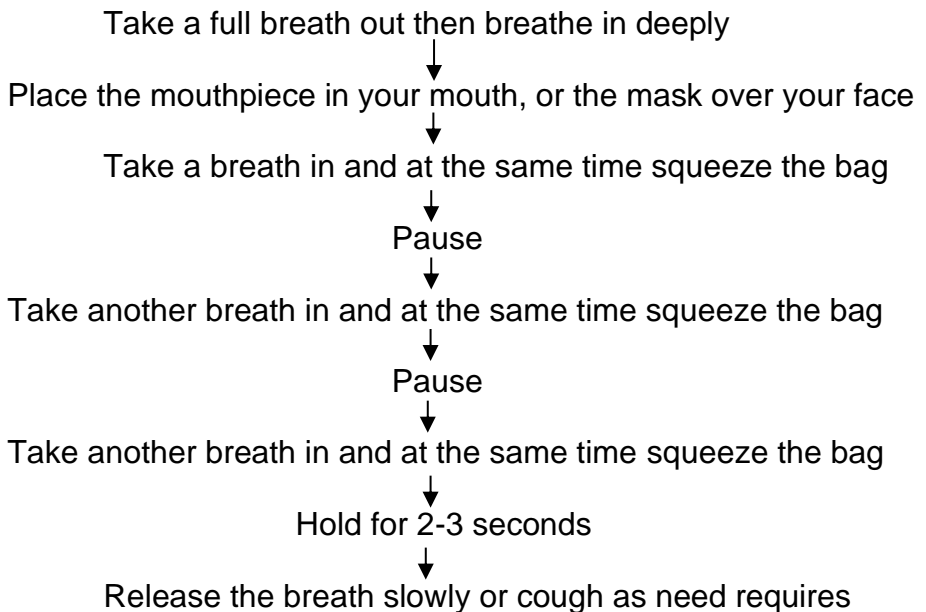 Take a full breath out then breathe in deeply
Place the mouthpiece in your mouth, or the mask over your face
Take a breath in and at the same time squeeze the bag
Pause
Take another breath in and at the same time squeeze the bag
Pause
Take another breath in and at the same time squeeze the bag
Hold for 2-3 seconds
Release the breath slowly or cough as need requires